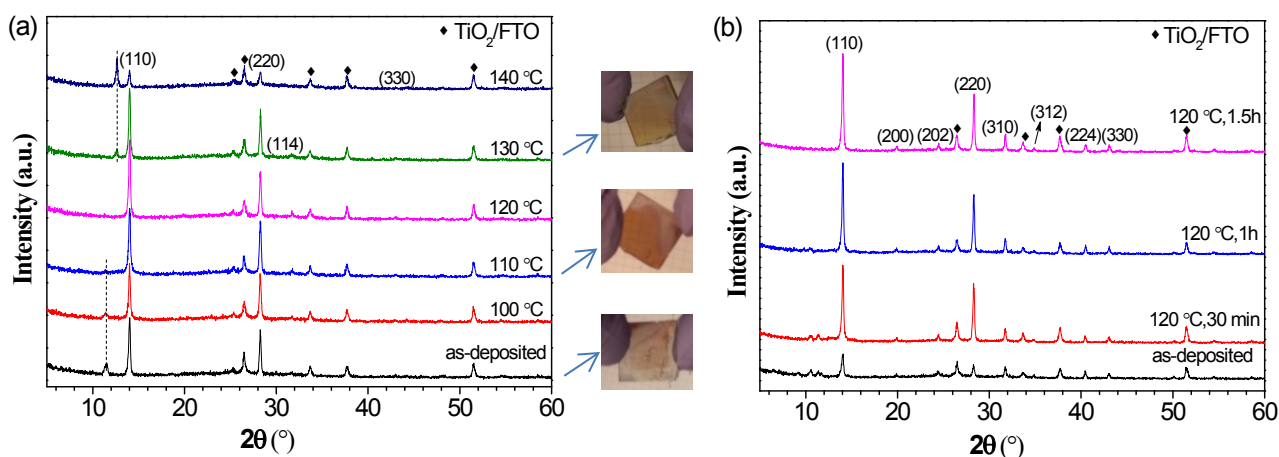 (a)
♦ TiO₂/FTO
(110)
(220)
(330)
140 °C
(114)
130 °C
120 °C
110 °C
100 °C
as-deposited
Intensity (a.u.)
10 20 30 40 50 60
2θ (°)
(b)
♦ TiO₂/FTO
(110)
(220)
(312)
(200) (202) (310) (224) (330)
120 °C,1.5h
120 °C,1h
120 °C,30 min
as-deposited
Intensity (a.u.)
10 20 30 40 50 60
2θ (°)